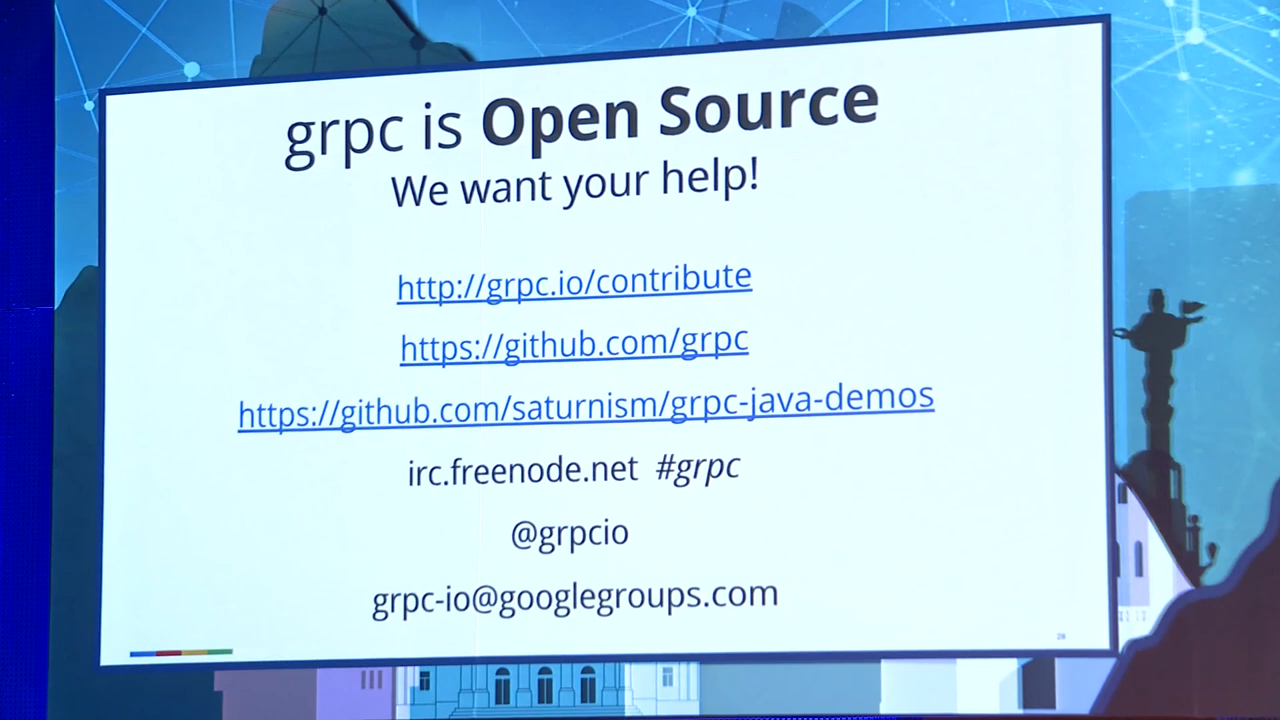 grpc is Open Source
We want your help!
http://grpc.io/contribute
https://github.com/grpc
https://github.com/saturnism/grpc-java-demos
irc.freenode.net #grpc
@grpcio
grpc-io@googlegroups.com